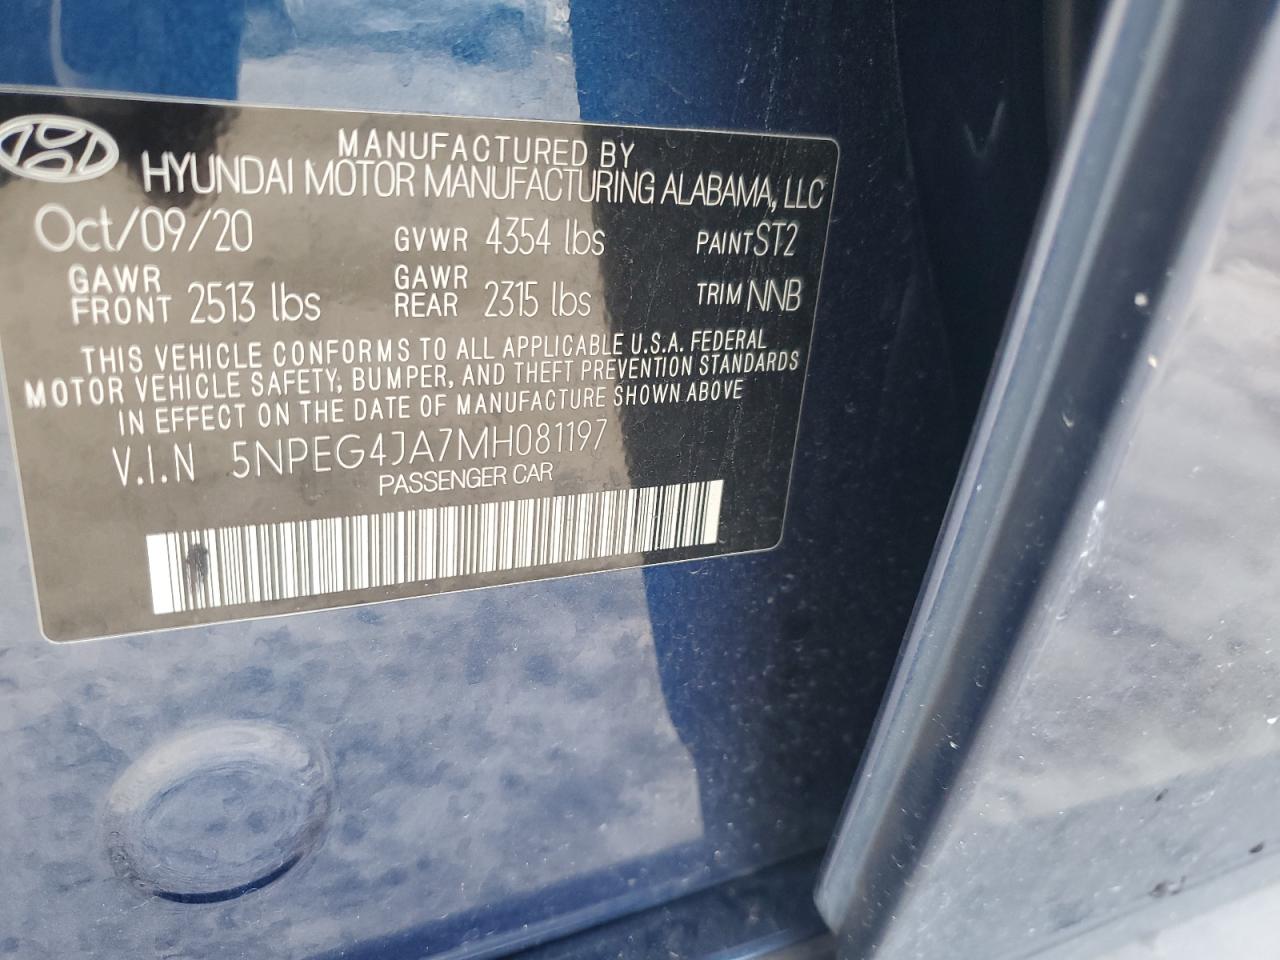 MANUFACTURED BY
HYUNDAI MOTOR MANUFACTURING ALABAMA, LLC
Oct/09/20 GVWR 4354 lbs PAINT ST2
GAWR FRONT 2513 lbs GAWR REAR 2315 lbs TRIM NNB
THIS VEHICLE CONFORMS TO ALL APPLICABLE U.S.A. FEDERAL
MOTOR VEHICLE SAFETY, BUMPER, AND THEFT PREVENTION STANDARDS
IN EFFECT ON THE DATE OF MANUFACTURE SHOWN ABOVE
V.I.N 5NPEG4JA7MH081197
PASSENGER CAR